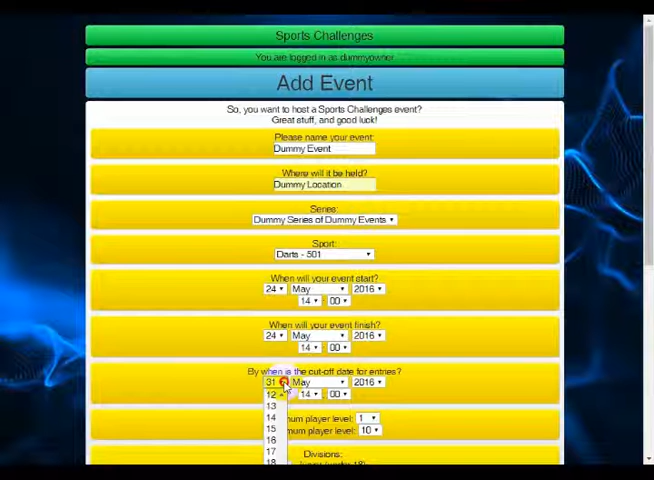 Sports Challenges
You are logged in as dummyowner.
Add Event
So, you want to host a Sports Challenges event?
Great stuff, and good luck!
Please name your event:
Dummy Event
Where will it be held?
Dummy Location
Series:
Dummy Series of Dummy Events
Sport:
Darts - 501
When will your event start?
24 May 2016
14 : 00
When will your event finish?
24 May 2016
14 : 00
By when is the cut-off date for entries?
31 May 2016
12 14 : 00
13
14 mum player level: 1
15 mum player level: 10
16
17 Divisions:
18